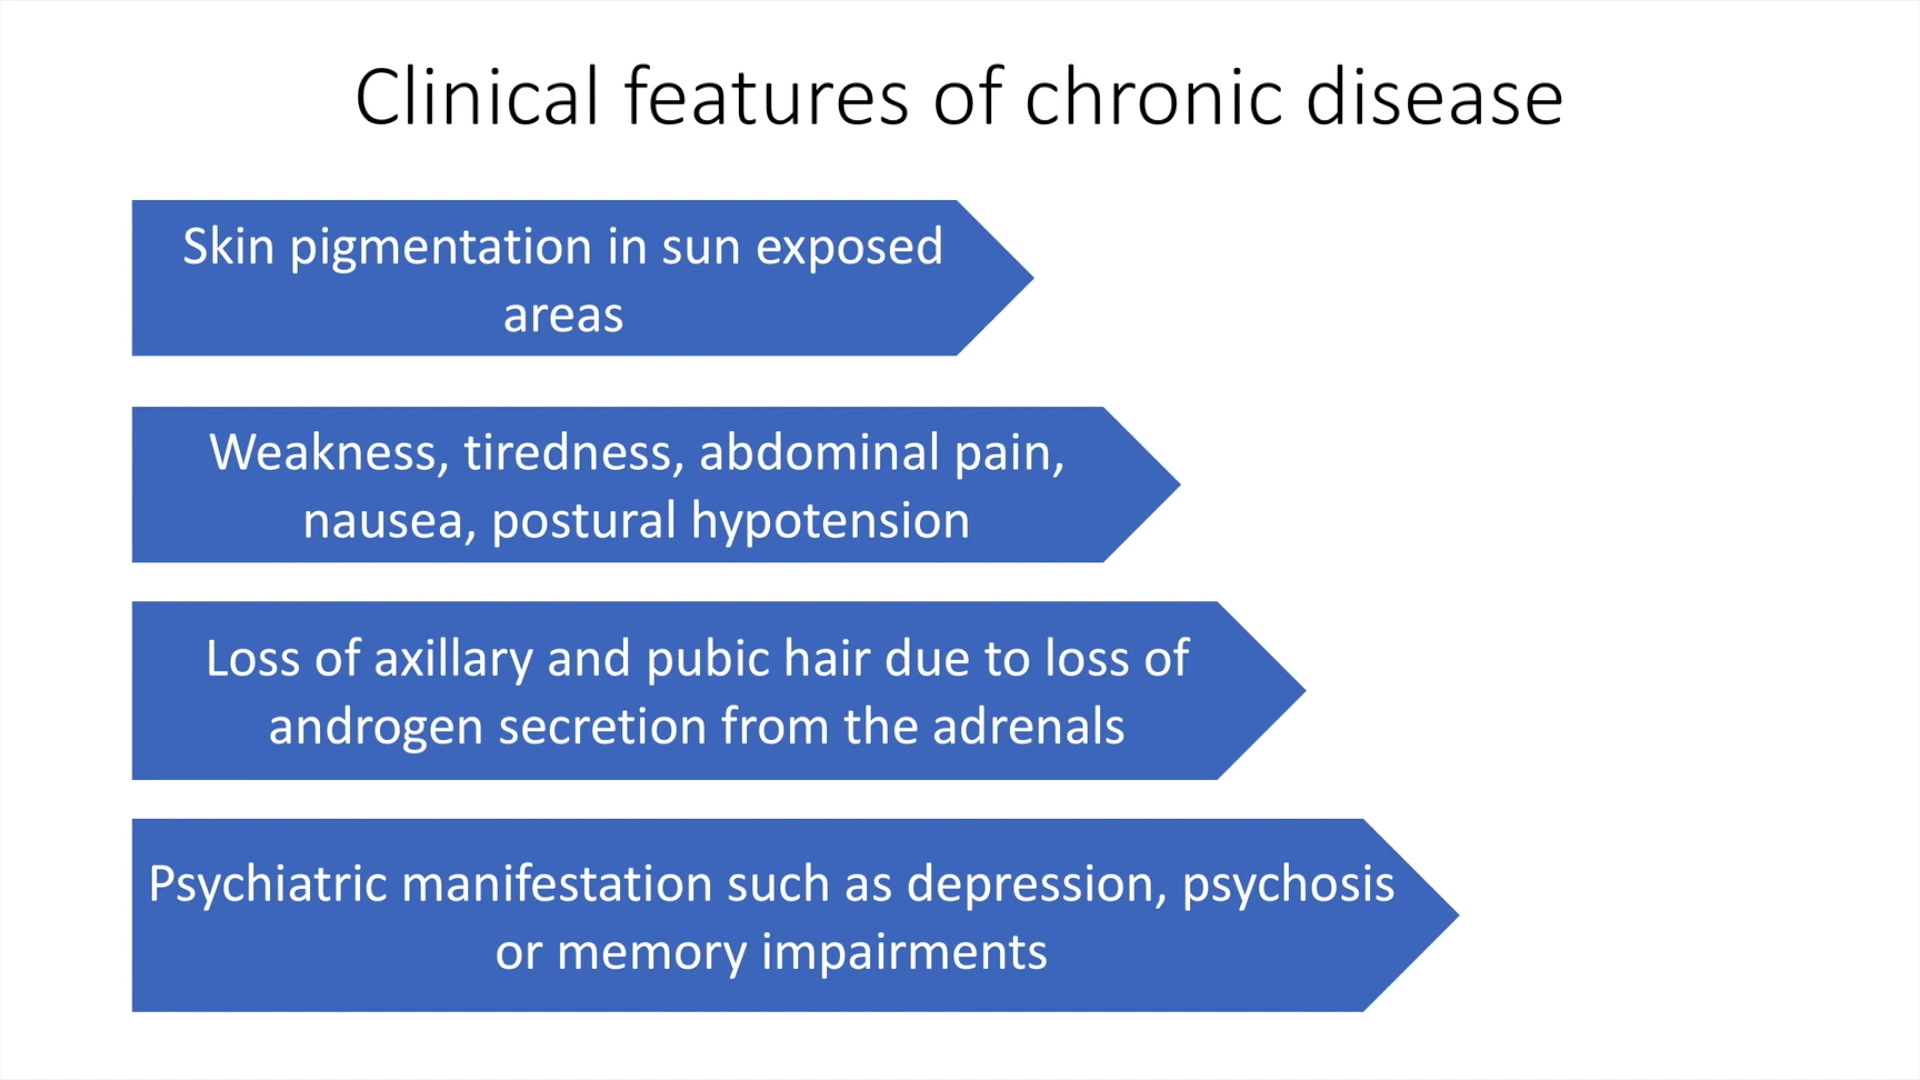 Clinical features of chronic disease
Skin pigmentation in sun exposed
areas
Weakness, tiredness, abdominal pain,
nausea, postural hypotension
Loss of axillary and pubic hair due to loss of
androgen secretion from the adrenals
Psychiatric manifestation such as depression, psychosis
or memory impairments